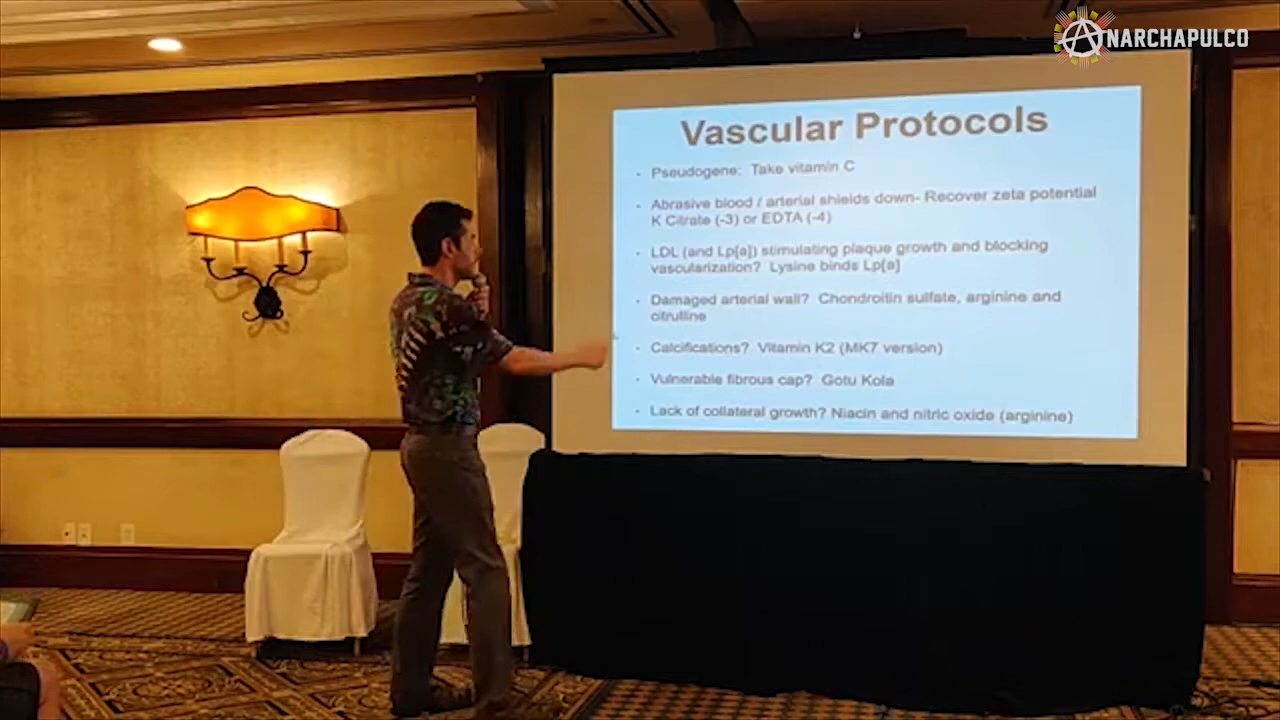 ANARCHAPULCO
Vascular Protocols
· Pseudogene: Take vitamin C
· Abrasive blood / arterial shields down- Recover zeta potential
K Citrate (-3) or EDTA (-4)
· LDL (and Lp[a]) stimulating plaque growth and blocking
vascularization? Lysine binds Lp[a]
· Damaged arterial wall? Chondroitin sulfate, arginine and
citrulline
· Calcifications? Vitamin K2 (MK7 version)
· Vulnerable fibrous cap? Gotu Kola
· Lack of collateral growth? Niacin and nitric oxide (arginine)